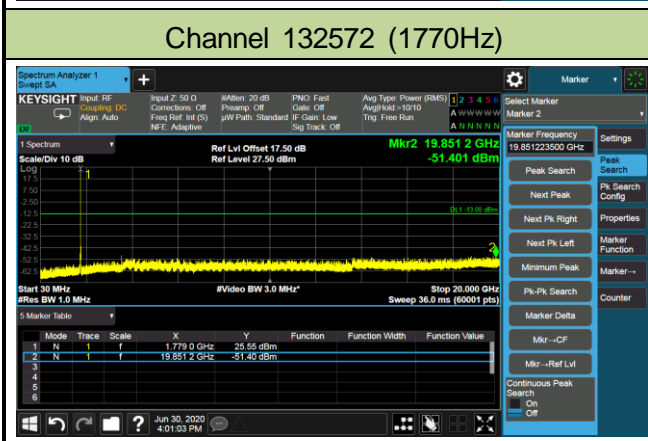 Channel 132572 (1770Hz)
Spectrum Analyzer 1
Swept SA
+
Marker
KEYSIGHT Input: RF Input Z: 50 Ω #Atten: 20 dB PNO: Fast Avg Type: Power (RMS) 1 2 3 4 5 6
Coupling: DC Corrections: Off Preamp: Off Gate: Off Avg|Hold:>10/10 A W W W W W
Align: Auto Freq Ref: Int (S) µW Path: Standard IF Gain: Low Trig: Free Run
NFE: Adaptive Sig Track: Off A N N N N N
Select Marker
Marker 2
1 Spectrum
Scale/Div 10 dB
Ref Lvl Offset 17.50 dB
Ref Level 27.50 dBm
Mkr2 19.851 2 GHz
-51.401 dBm
Log
17.5
7.50
-2.50
-12.5
-22.5
-32.5
-42.5
-52.5
-62.5
1
DL1 -13.00 dBm
2
Start 30 MHz #Video BW 3.0 MHz* Stop 20.000 GHz
#Res BW 1.0 MHz Sweep 36.0 ms (60001 pts)
5 Marker Table
Mode Trace Scale X Y Function Function Width Function Value
1 N 1 f 1.779 0 GHz 25.55 dBm
2 N 1 f 19.851 2 GHz -51.40 dBm
3
4
5
6
Marker Frequency
19.851223500 GHz
Peak Search
Next Peak
Next Pk Right
Next Pk Left
Minimum Peak
Pk-Pk Search
Marker Delta
Mkr→CF
Mkr→Ref Lvl
Continuous Peak
Search
On
Off
Settings
Peak
Search
Pk Search
Config
Properties
Marker
Function
Marker→
Counter
?
Jun 30, 2020
4:01:03 PM